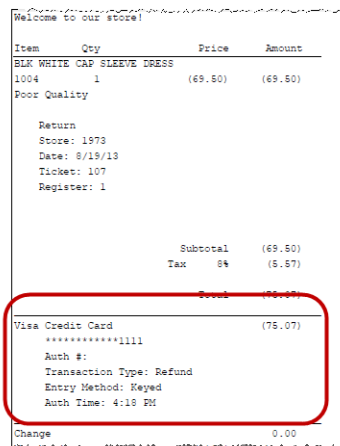 Welcome to our store!
Item Qty Price Amount
BLK WHITE CAP SLEEVE DRESS
1004 1 (69.50) (69.50)
Poor Quality
Return
Store: 1973
Date: 8/19/13
Ticket: 107
Register: 1
Subtotal (69.50)
Tax 8% (5.57)
Total (75.07)
Visa Credit Card (75.07)
************1111
Auth #:
Transaction Type: Refund
Entry Method: Keyed
Auth Time: 4:18 PM
Change 0.00